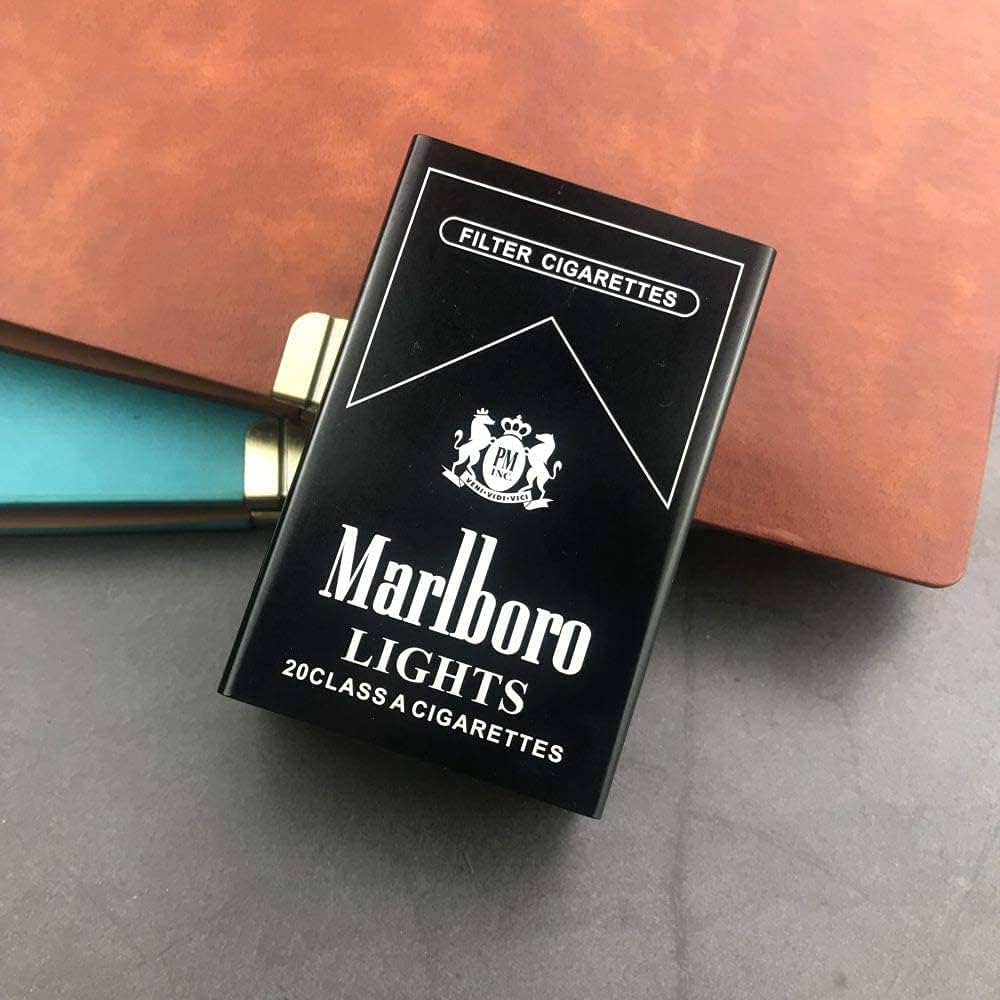 FILTER CIGARETTES
PM
INC.
VENI·VIDI·VICI
Marlboro
LIGHTS
20CLASS A CIGARETTES